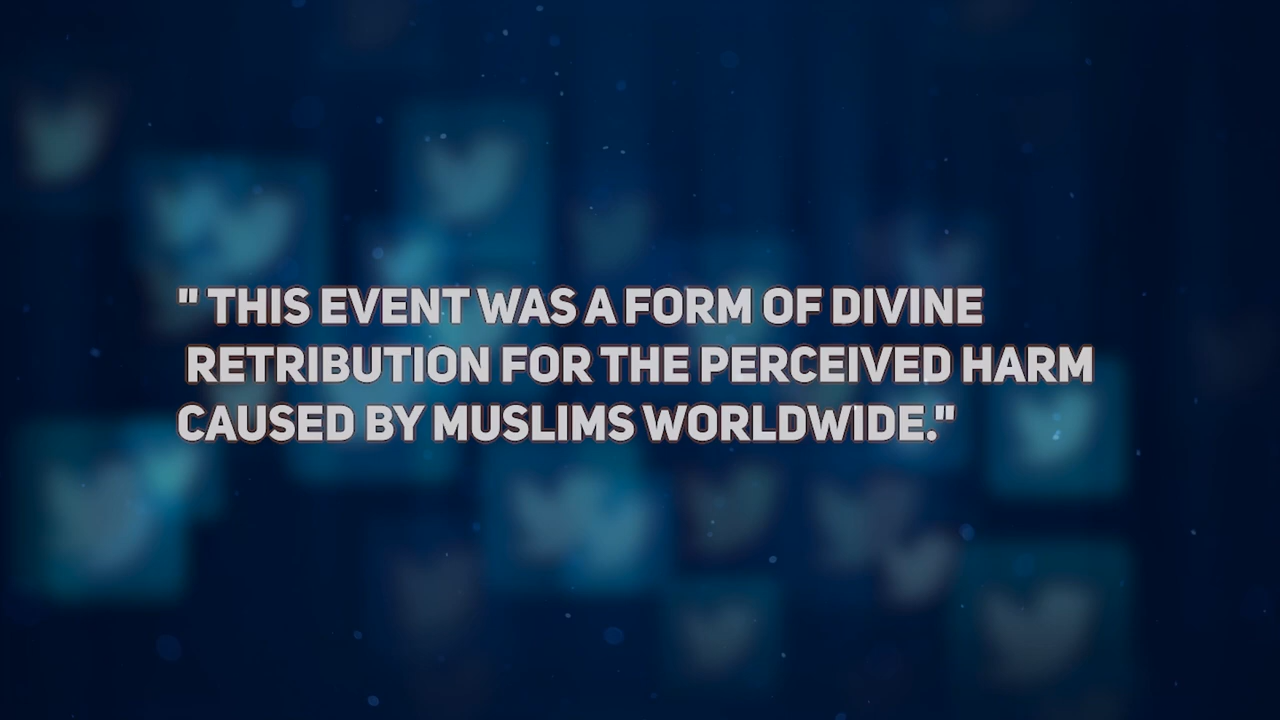 " THIS EVENT WAS A FORM OF DIVINE
RETRIBUTION FOR THE PERCEIVED HARM
CAUSED BY MUSLIMS WORLDWIDE."